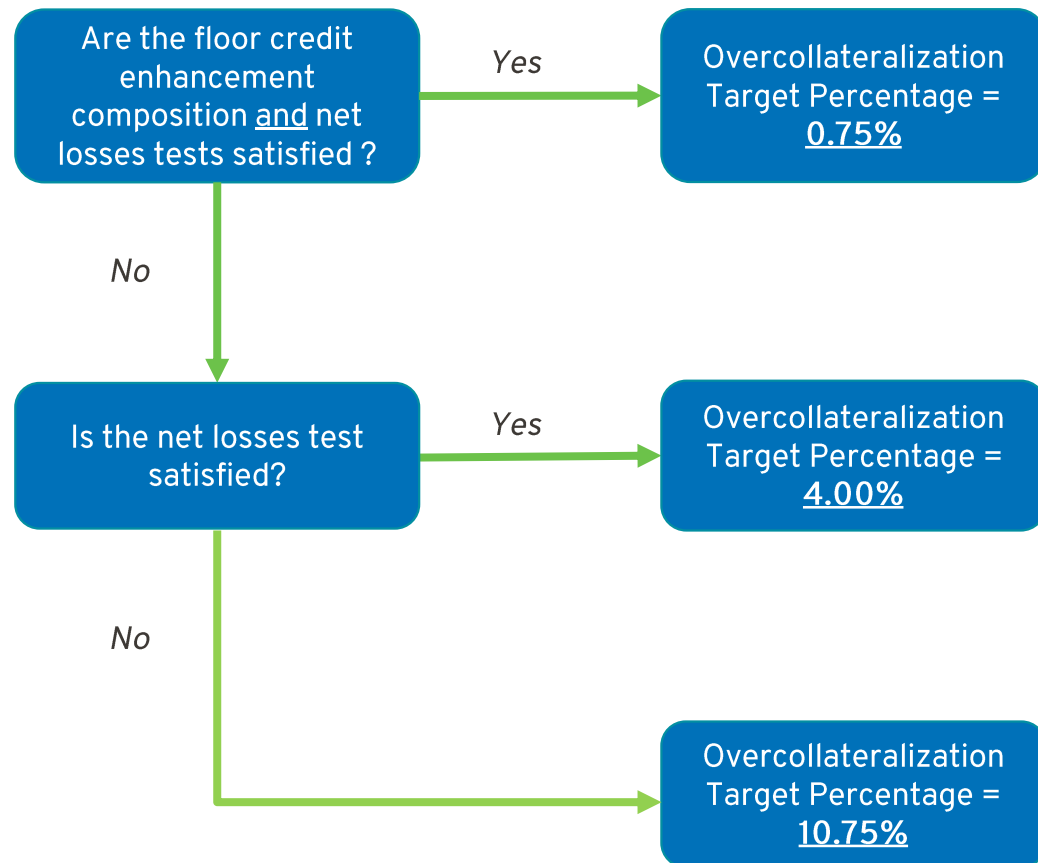 Are the floor credit
enhancement
composition and net
losses tests satisfied ?
Yes
Overcollateralization
Target Percentage =
0.75%
No
Is the net losses test
satisfied?
Yes
Overcollateralization
Target Percentage =
4.00%
No
Overcollateralization
Target Percentage =
10.75%